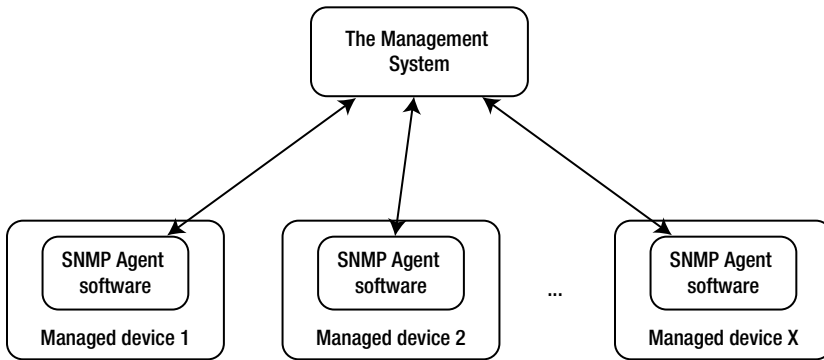 The Management
System
SNMP Agent
software
Managed device 1
SNMP Agent
software
Managed device 2
...
SNMP Agent
software
Managed device X